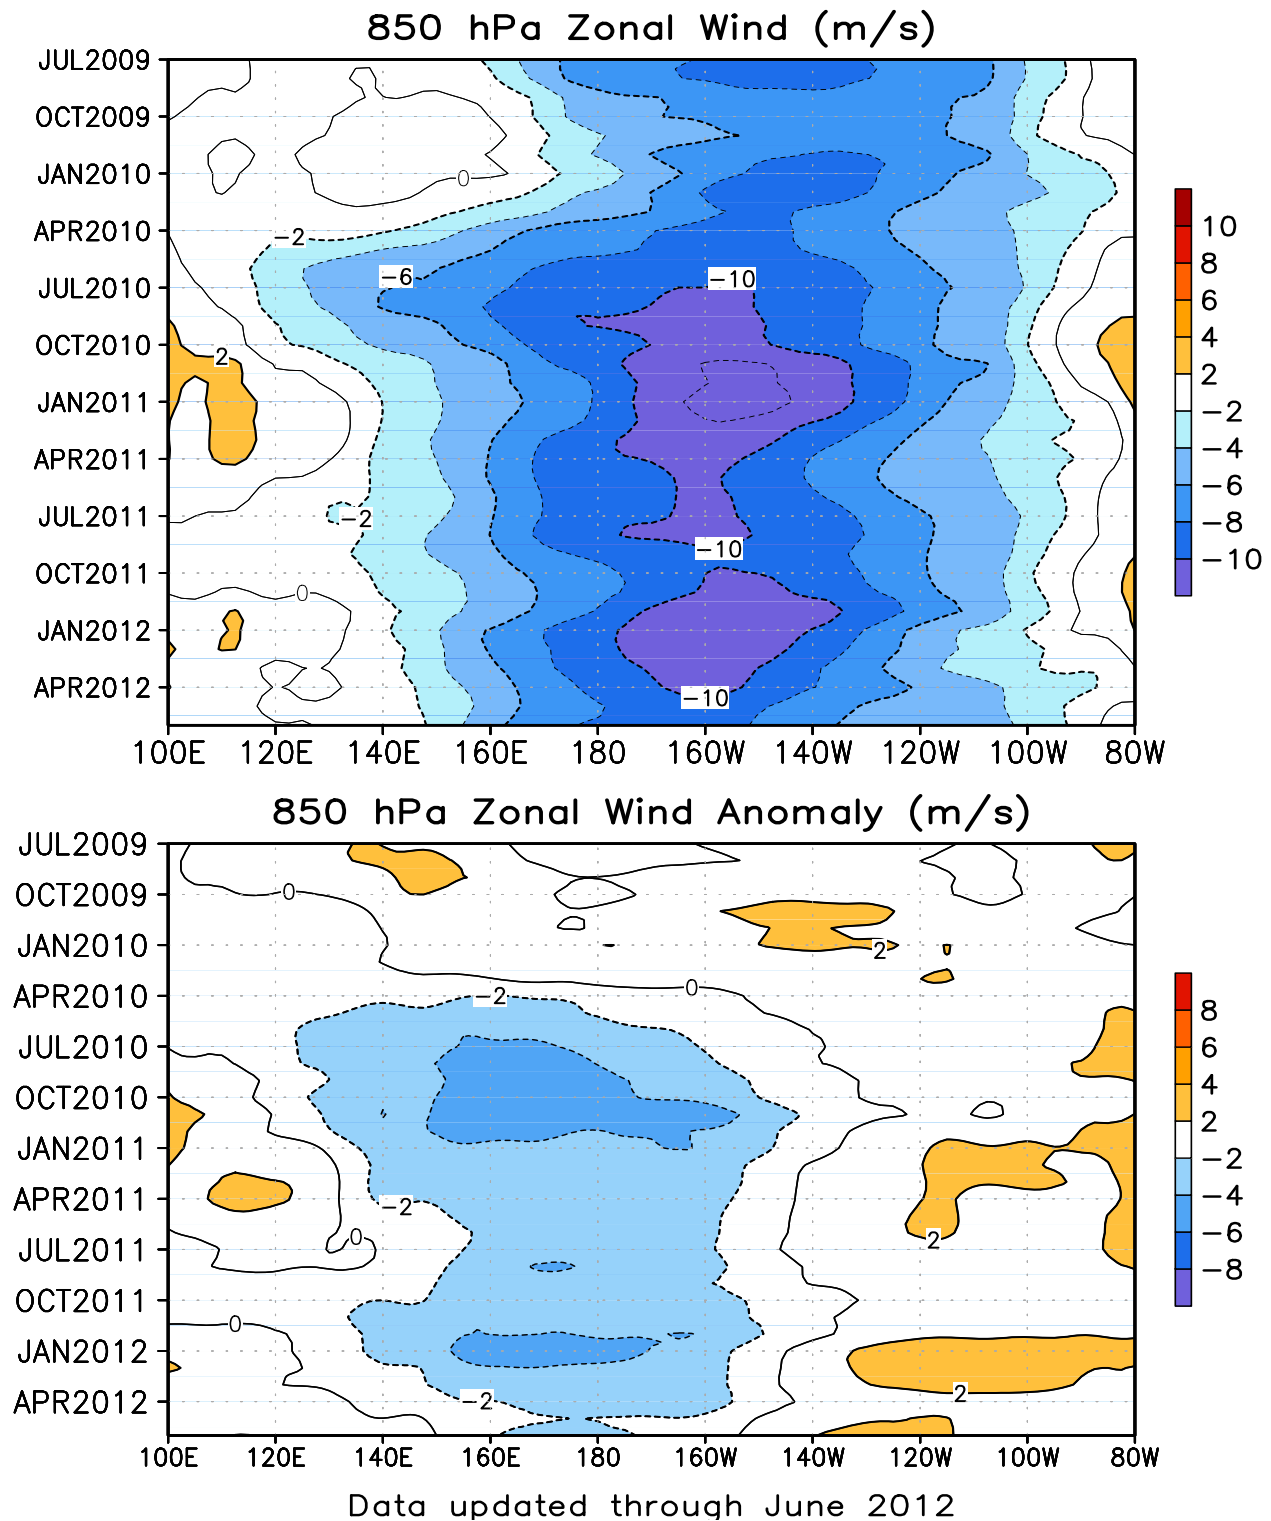 850 hPa Zonal Wind (m/s)
JUL2009
OCT2009
JAN2010
APR2010
JUL2010
OCT2010
JAN2011
APR2011
JUL2011
OCT2011
JAN2012
APR2012
0
−2
−6
−10
2
−2
−10
0
−10
100E 120E 140E 160E 180 160W 140W 120W 100W 80W
10
8
6
4
2
−2
−4
−6
−8
−10
850 hPa Zonal Wind Anomaly (m/s)
JUL2009
OCT2009
JAN2010
APR2010
JUL2010
OCT2010
JAN2011
APR2011
JUL2011
OCT2011
JAN2012
APR2012
0
2
0
−2
−2
0
2
0
2
−2
100E 120E 140E 160E 180 160W 140W 120W 100W 80W
8
6
4
2
−2
−4
−6
−8
Data updated through June 2012